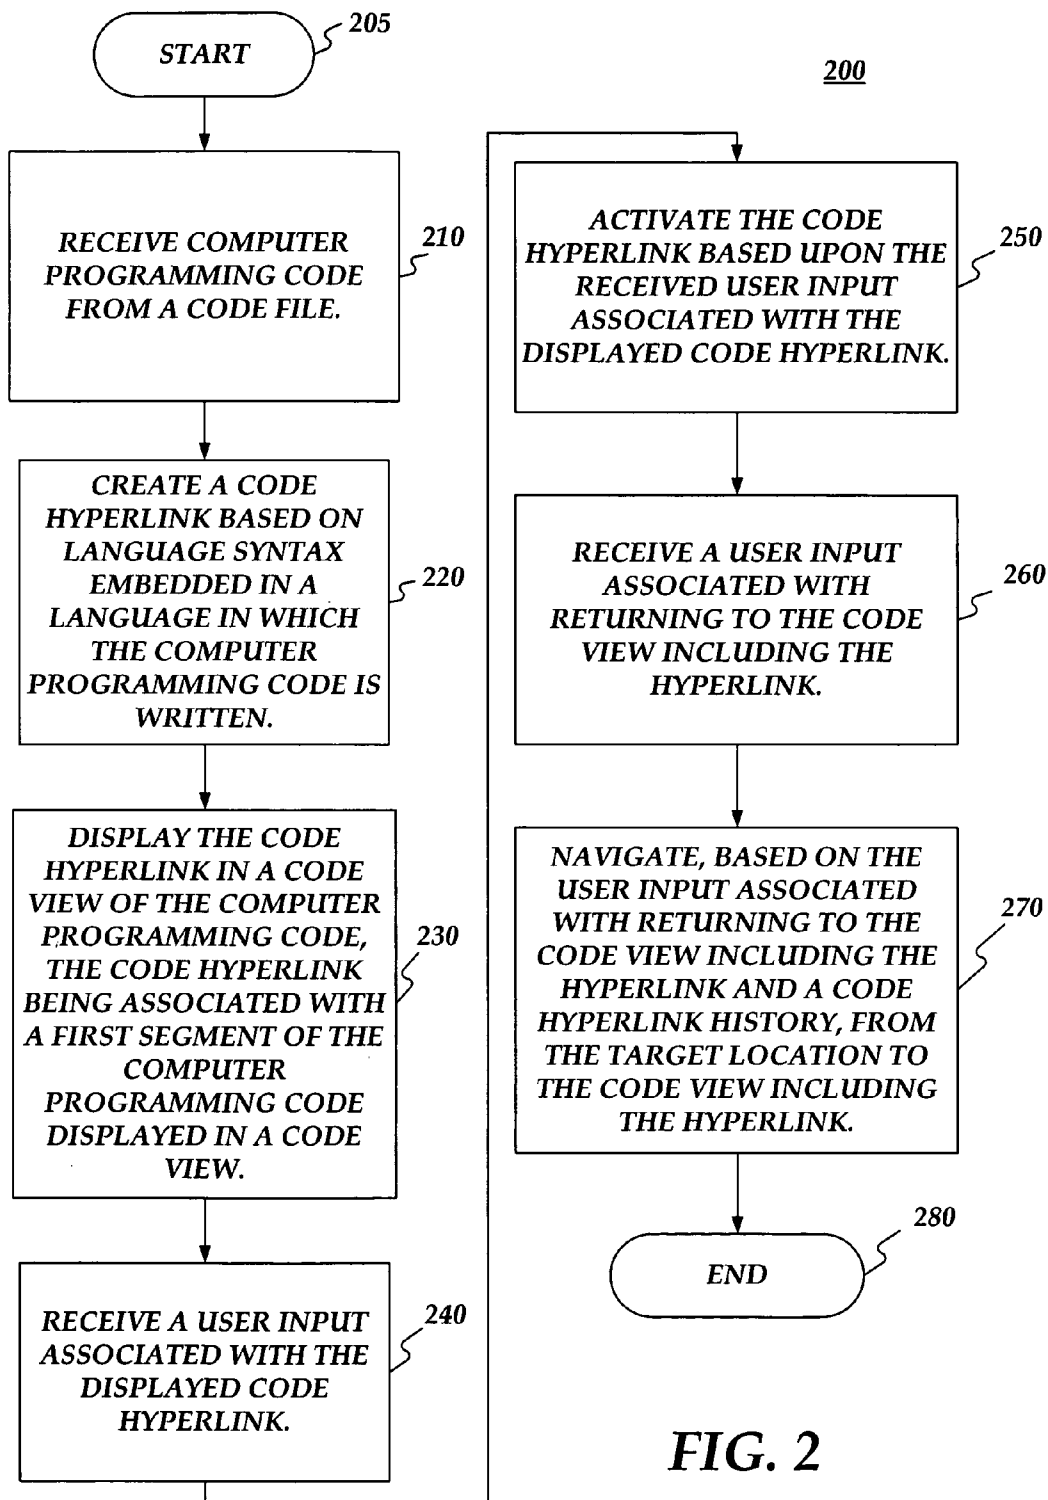 START
205
200
RECEIVE COMPUTER
PROGRAMMING CODE
FROM A CODE FILE.
210
CREATE A CODE
HYPERLINK BASED ON
LANGUAGE SYNTAX
EMBEDDED IN A
LANGUAGE IN WHICH
THE COMPUTER
PROGRAMMING CODE IS
WRITTEN.
220
DISPLAY THE CODE
HYPERLINK IN A CODE
VIEW OF THE COMPUTER
PROGRAMMING CODE,
THE CODE HYPERLINK
BEING ASSOCIATED WITH
A FIRST SEGMENT OF THE
COMPUTER
PROGRAMMING CODE
DISPLAYED IN A CODE
VIEW.
230
RECEIVE A USER INPUT
ASSOCIATED WITH THE
DISPLAYED CODE
HYPERLINK.
240
ACTIVATE THE CODE
HYPERLINK BASED UPON THE
RECEIVED USER INPUT
ASSOCIATED WITH THE
DISPLAYED CODE HYPERLINK.
250
RECEIVE A USER INPUT
ASSOCIATED WITH
RETURNING TO THE CODE
VIEW INCLUDING THE
HYPERLINK.
260
NAVIGATE, BASED ON THE
USER INPUT ASSOCIATED
WITH RETURNING TO THE
CODE VIEW INCLUDING THE
HYPERLINK AND A CODE
HYPERLINK HISTORY, FROM
THE TARGET LOCATION TO
THE CODE VIEW INCLUDING
THE HYPERLINK.
270
END
280
FIG. 2